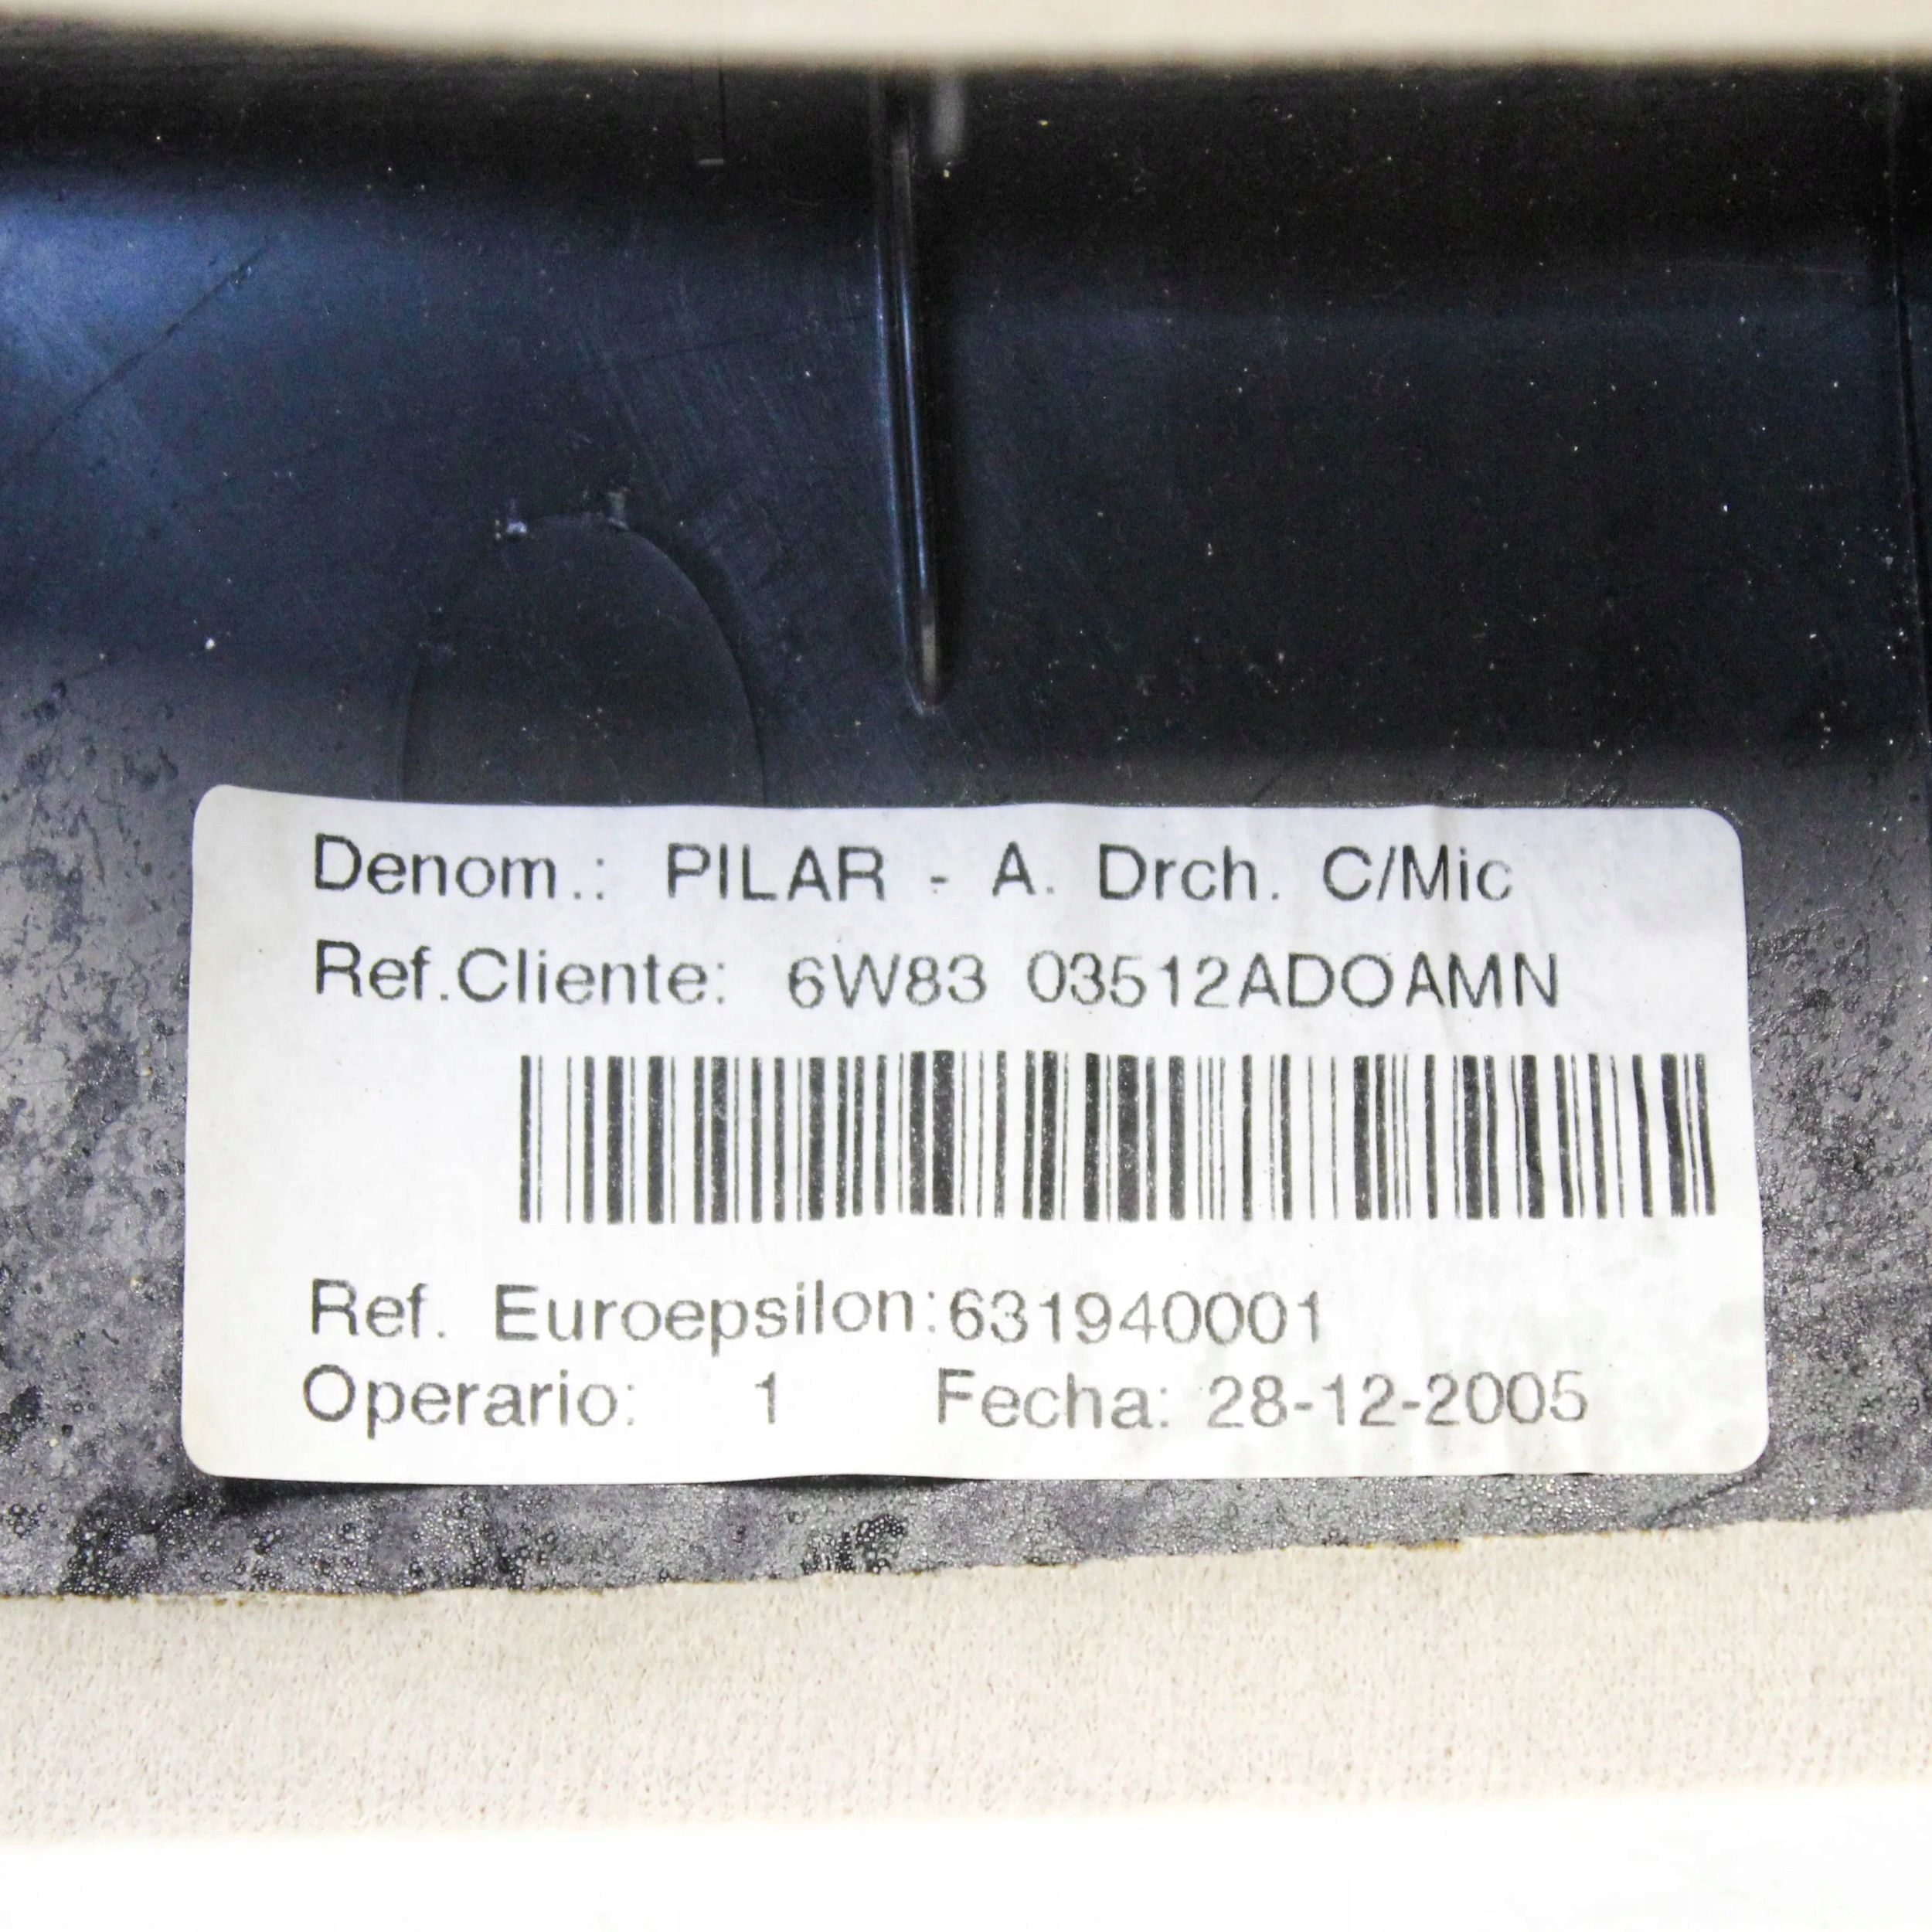 Denom.: PILAR - A. Drch. C/Mic
Ref.Cliente: 6W83 03512ADOAMN
Ref. Euroepsilon:631940001
Operario: 1 Fecha: 28-12-2005